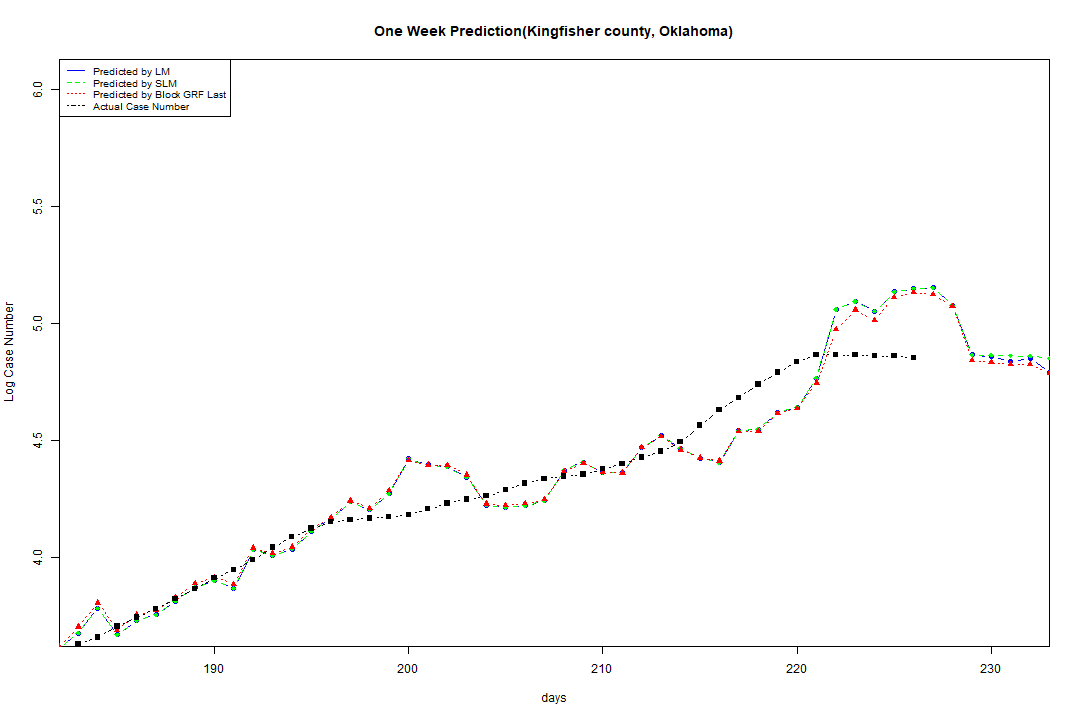 One Week Prediction(Kingfisher county, Oklahoma)
Predicted by LM
Predicted by SLM
Predicted by Block GRF Last
Actual Case Number
6.0
5.5
5.0
4.5
4.0
Log Case Number
190
200
210
220
230
days